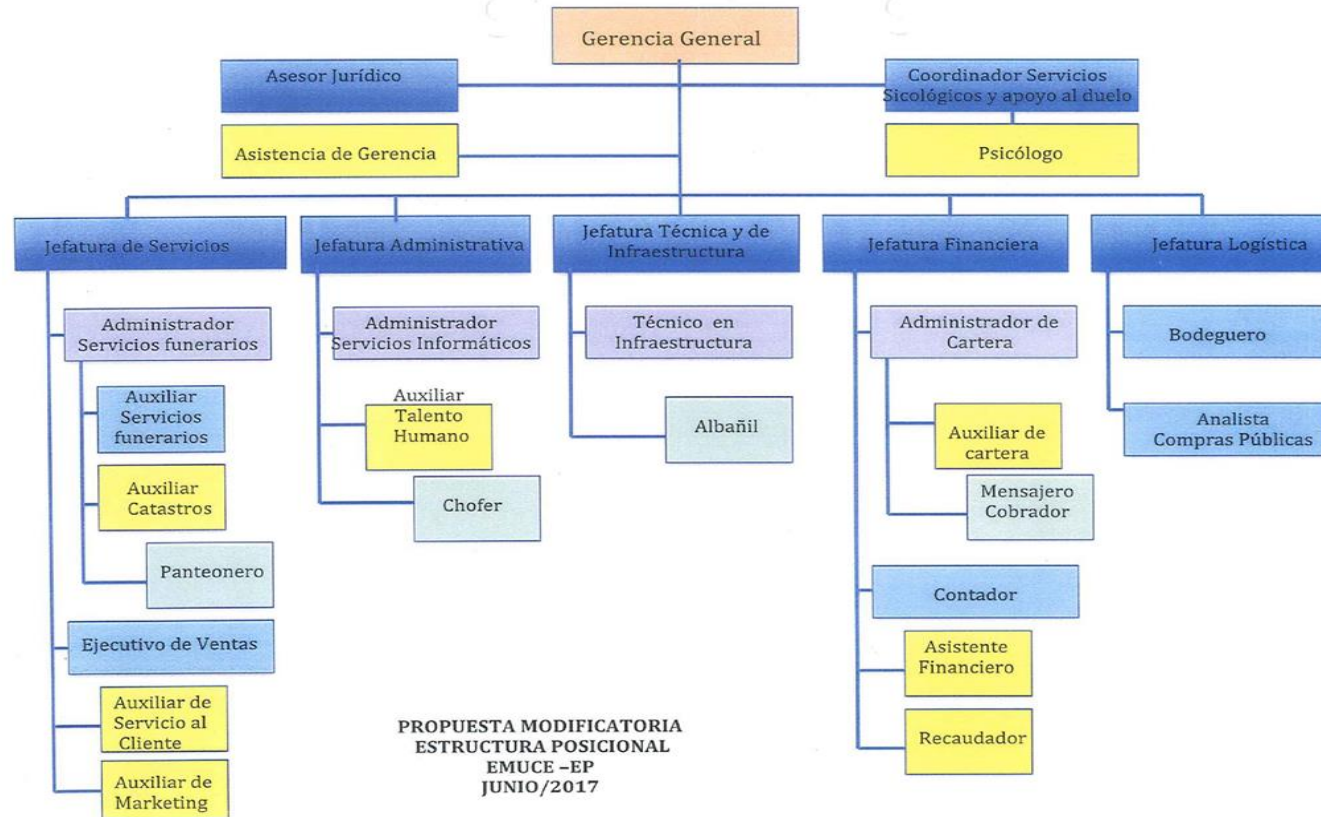 Gerencia General
Asesor Jurídico
Coordinador Servicios
Sicológicos y apoyo al duelo
Asistencia de Gerencia
Psicólogo
Jefatura de Servicios
Jefatura Administrativa
Jefatura Técnica y de
Infraestructura
Jefatura Financiera
Jefatura Logística
Administrador
Servicios funerarios
Administrador
Servicios Informáticos
Técnico en
Infraestructura
Administrador de
Cartera
Bodeguero
Auxiliar
Servicios
funerarios
Auxiliar
Talento
Humano
Albañil
Auxiliar de
cartera
Analista
Compras Públicas
Auxiliar
Catastros
Chofer
Mensajero
Cobrador
Panteonero
Contador
Ejecutivo de Ventas
Asistente
Financiero
Auxiliar de
Servicio al
Cliente
Recaudador
Auxiliar de
Marketing
PROPUESTA MODIFICATORIA
ESTRUCTURA POSICIONAL
EMUCE –EP
JUNIO/2017